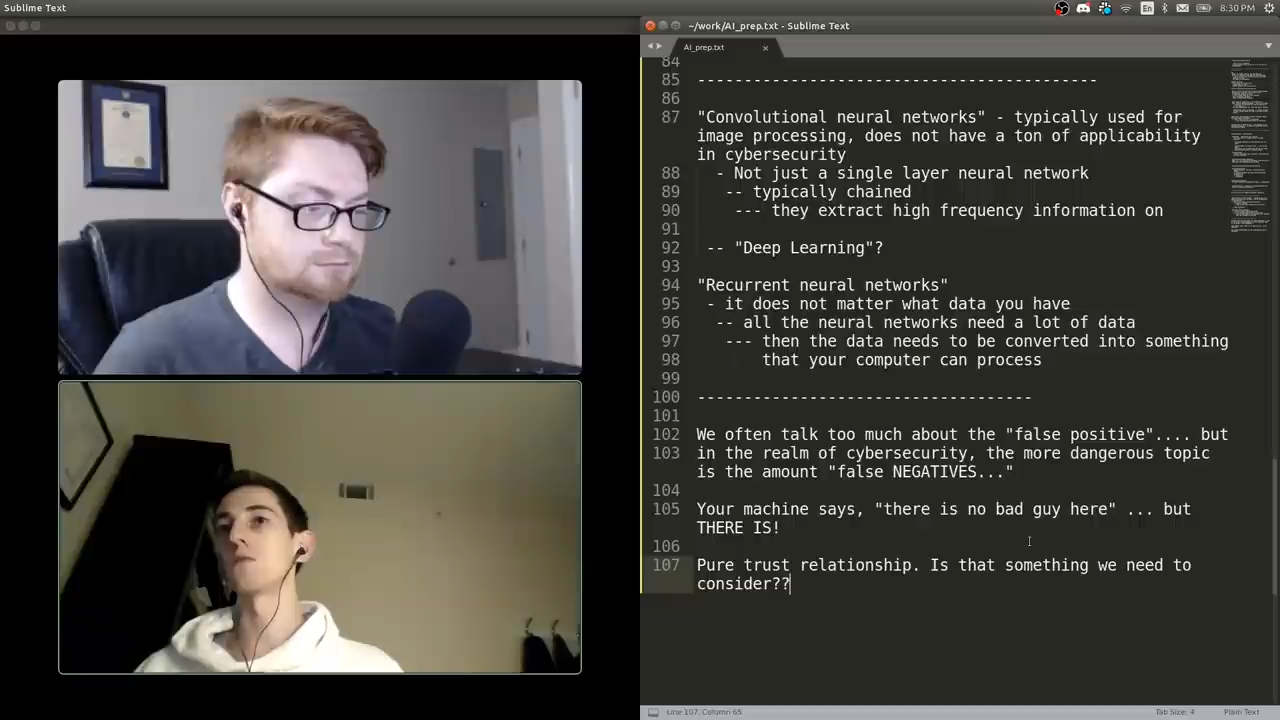 Sublime Text
En
8:30 PM
~/work/AI_prep.txt - Sublime Text
AI_prep.txt
84
85 -------------------------------------------
86
87 "Convolutional neural networks" - typically used for
image processing, does not have a ton of applicability
in cybersecurity
88 - Not just a single layer neural network
89 -- typically chained
90 --- they extract high frequency information on
91
92 -- "Deep Learning"?
93
94 "Recurrent neural networks"
95 - it does not matter what data you have
96 -- all the neural networks need a lot of data
97 --- then the data needs to be converted into something
98 that your computer can process
99
100 ------------------------------------
101
102 We often talk too much about the "false positive".... but
103 in the realm of cybersecurity, the more dangerous topic
is the amount "false NEGATIVES..."
104
105 Your machine says, "there is no bad guy here" ... but
THERE IS!
106
107 Pure trust relationship. Is that something we need to
consider??
Line 107, Column 65
Tab Size: 4
Plain Text